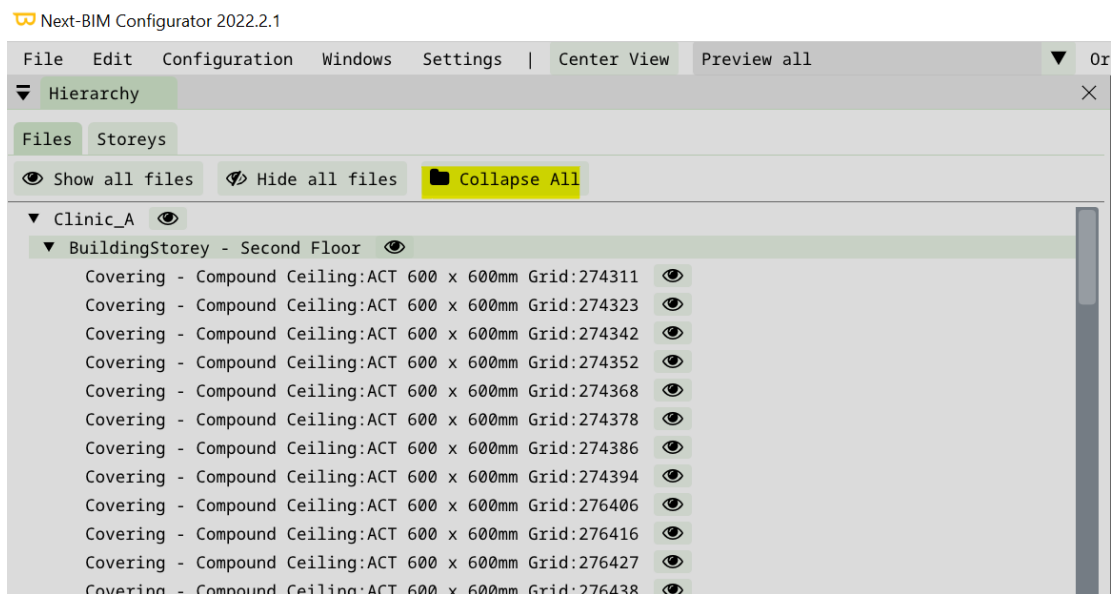 Next-BIM Configurator 2022.2.1
File Edit Configuration Windows Settings | Center View Preview all Or
Hierarchy
Files Storeys
Show all files Hide all files Collapse All
Clinic_A
BuildingStorey - Second Floor
Covering - Compound Ceiling:ACT 600 x 600mm Grid:274311
Covering - Compound Ceiling:ACT 600 x 600mm Grid:274323
Covering - Compound Ceiling:ACT 600 x 600mm Grid:274342
Covering - Compound Ceiling:ACT 600 x 600mm Grid:274352
Covering - Compound Ceiling:ACT 600 x 600mm Grid:274368
Covering - Compound Ceiling:ACT 600 x 600mm Grid:274378
Covering - Compound Ceiling:ACT 600 x 600mm Grid:274386
Covering - Compound Ceiling:ACT 600 x 600mm Grid:274394
Covering - Compound Ceiling:ACT 600 x 600mm Grid:276406
Covering - Compound Ceiling:ACT 600 x 600mm Grid:276416
Covering - Compound Ceiling:ACT 600 x 600mm Grid:276427
Covering - Compound Ceiling:ACT 600 x 600mm Grid:276438